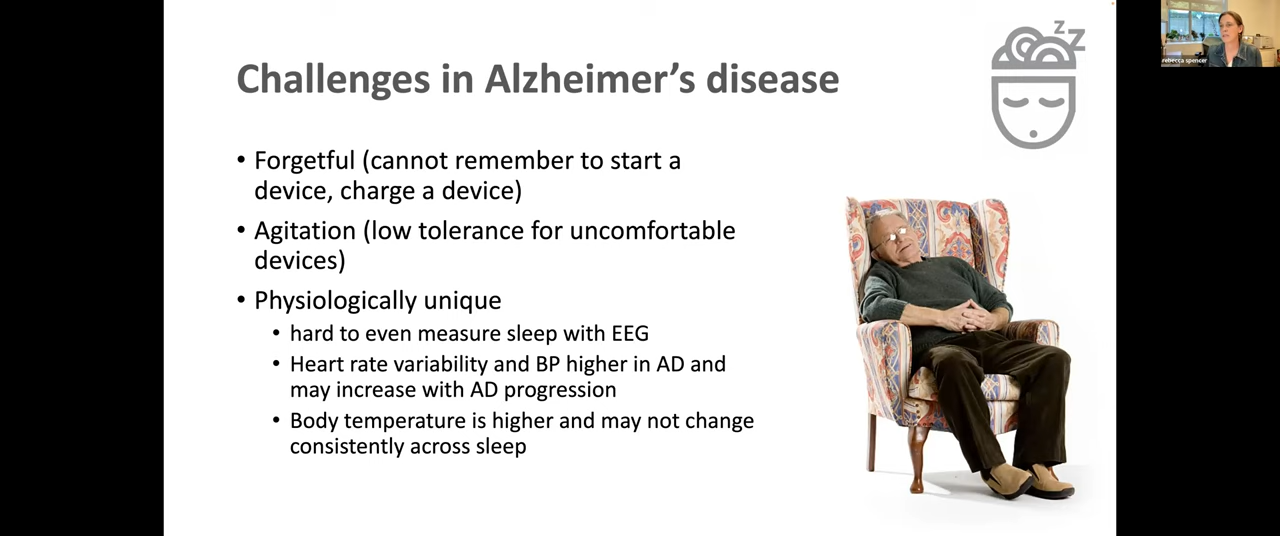 Challenges in Alzheimer's disease
z
Z
• Forgetful (cannot remember to start a
device, charge a device)
• Agitation (low tolerance for uncomfortable
devices)
• Physiologically unique
• hard to even measure sleep with EEG
• Heart rate variability and BP higher in AD and
may increase with AD progression
• Body temperature is higher and may not change
consistently across sleep
rebecca spencer